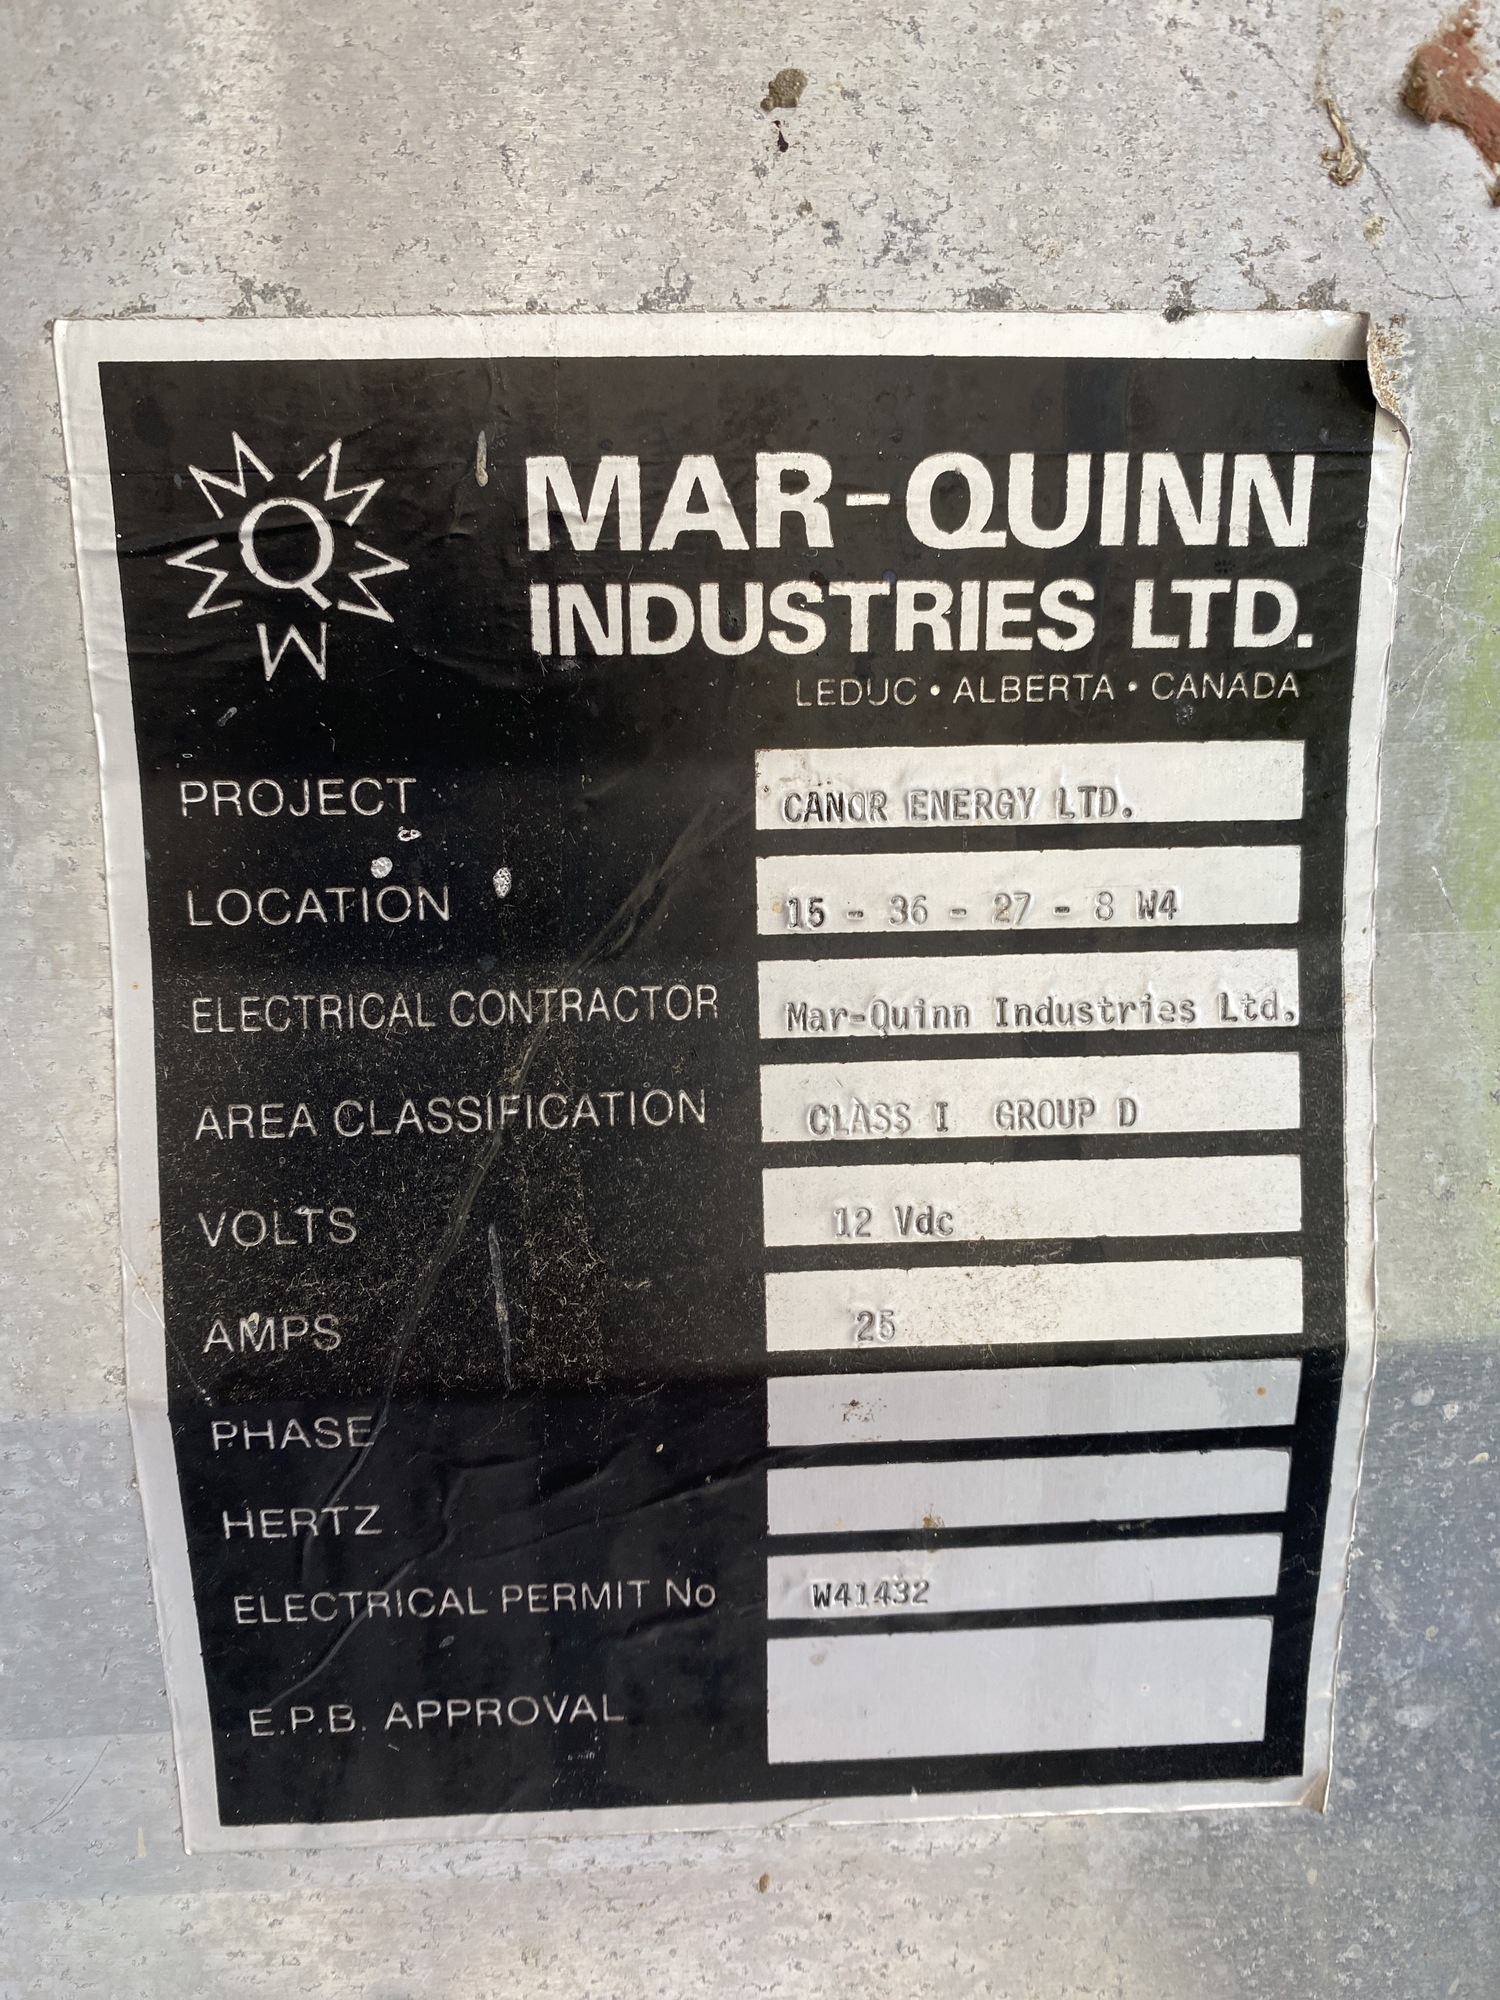 Q
M M M M W
MAR-QUINN
INDUSTRIES LTD.
LEDUC • ALBERTA • CANADA
PROJECT CANOR ENERGY LTD.
LOCATION 15 - 36 - 27 - 8 W4
ELECTRICAL CONTRACTOR Mar-Quinn Industries Ltd.
AREA CLASSIFICATION CLASS I GROUP D
VOLTS 12 Vdc
AMPS 25
PHASE
HERTZ
ELECTRICAL PERMIT No W41432
E.P.B. APPROVAL